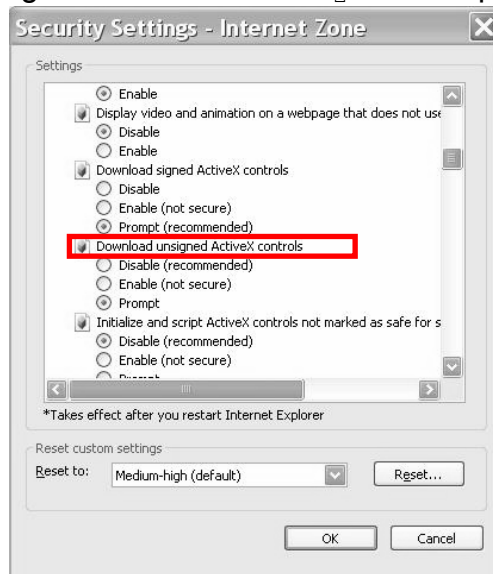 Security Settings - Internet Zone
Settings
Enable
Display video and animation on a webpage that does not use
Disable
Enable
Download signed ActiveX controls
Disable
Enable (not secure)
Prompt (recommended)
Download unsigned ActiveX controls
Disable (recommended)
Enable (not secure)
Prompt
Initialize and script ActiveX controls not marked as safe for s
Disable (recommended)
Enable (not secure)
*Takes effect after you restart Internet Explorer
Reset custom settings
Reset to:
Medium-high (default)
Reset...
OK
Cancel